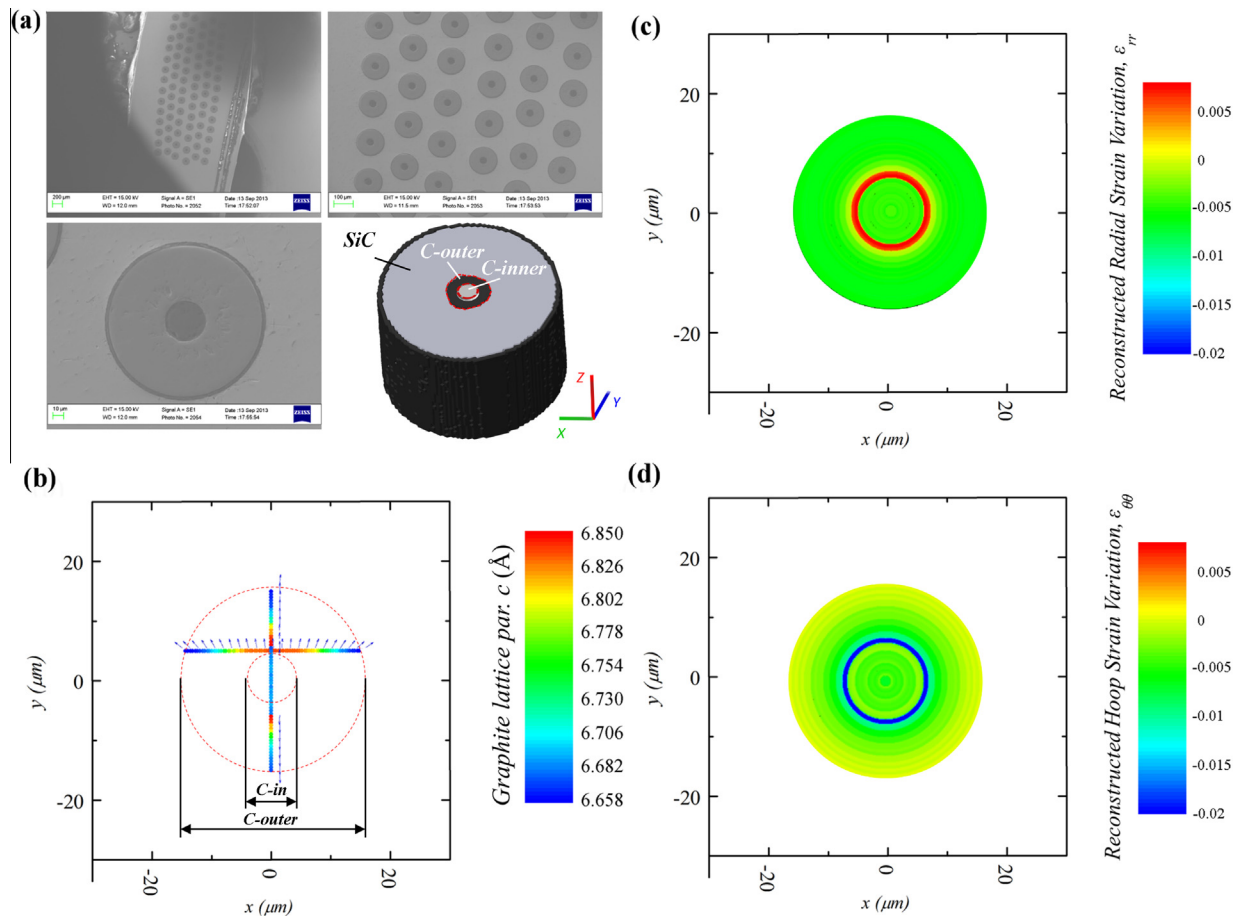 (a)
200 µm
EHT = 15.00 kV
WD = 12.0 mm
Signal A = SE1
Photo No. = 2052
Date :13 Sep 2013
Time :17:52:07
ZEISS
100 µm
EHT = 15.00 kV
WD = 11.5 mm
Signal A = SE1
Photo No. = 2053
Date :13 Sep 2013
Time :17:53:53
ZEISS
10 µm
EHT = 15.00 kV
WD = 12.0 mm
Signal A = SE1
Photo No. = 2054
Date :13 Sep 2013
Time :17:55:54
ZEISS
SiC
C-outer
C-inner
Z
Y
X
(b)
20
0
-20
y (µm)
-20
0
20
x (µm)
C-in
C-outer
Graphite lattice par. c (Å)
6.850
6.826
6.802
6.778
6.754
6.730
6.706
6.682
6.658
(c)
20
0
-20
y (µm)
-20
0
20
x (µm)
Reconstructed Radial Strain Variation, ε rr
0.005
0
-0.005
-0.01
-0.015
-0.02
(d)
20
0
-20
y (µm)
-20
0
20
x (µm)
Reconstructed Hoop Strain Variation, ε θθ
0.005
0
-0.005
-0.01
-0.015
-0.02